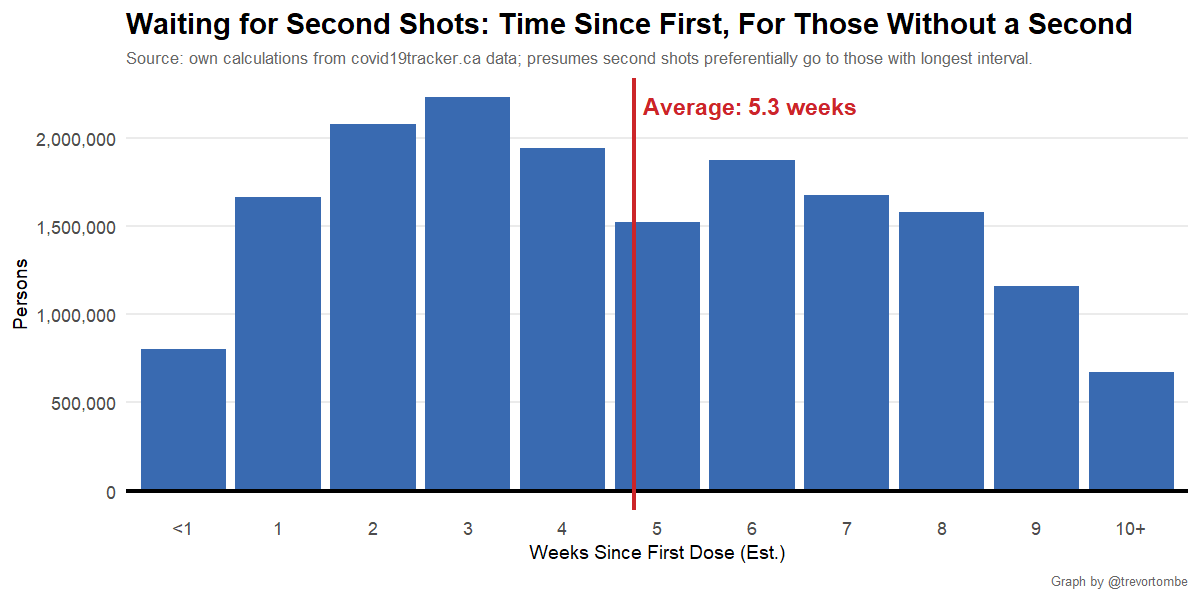 Waiting for Second Shots: Time Since First, For Those Without a Second
Source: own calculations from covid19tracker.ca data; presumes second shots preferentially go to those with longest interval.
Average: 5.3 weeks
2,000,000
1,500,000
1,000,000
500,000
0
Persons
<1 1 2 3 4 5 6 7 8 9 10+
Weeks Since First Dose (Est.)
Graph by @trevortombe